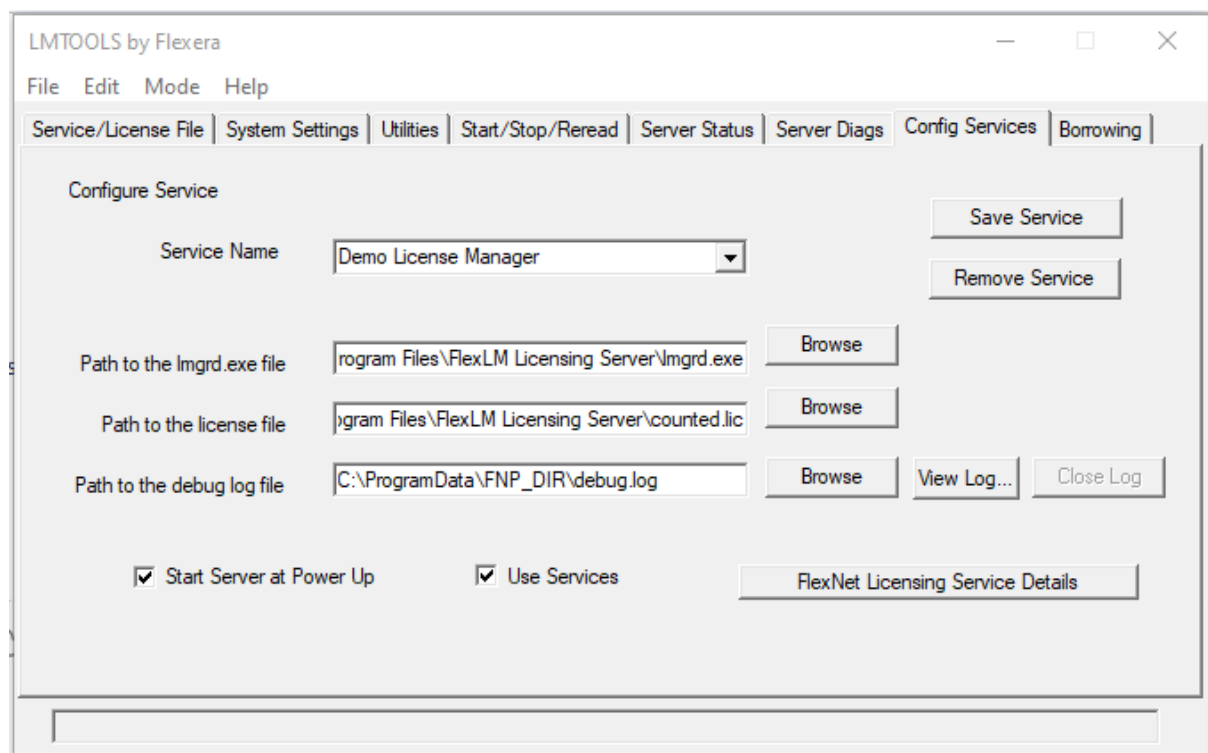 LMTOOLS by Flexera
File Edit Mode Help
Service/License File System Settings Utilities Start/Stop/Reread Server Status Server Diags Config Services Borrowing
Configure Service
Save Service
Service Name Demo License Manager
Remove Service
Path to the lmgrd.exe file rogram Files\FlexLM Licensing Server\lmgrd.exe Browse
Path to the license file ogram Files\FlexLM Licensing Server\counted.lic Browse
Path to the debug log file C:\ProgramData\FNP_DIR\debug.log Browse View Log... Close Log
Start Server at Power Up Use Services FlexNet Licensing Service Details